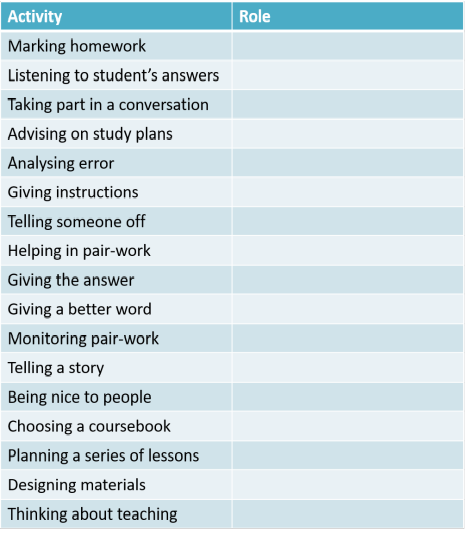 Activity Role
Marking homework
Listening to student’s answers
Taking part in a conversation
Advising on study plans
Analysing error
Giving instructions
Telling someone off
Helping in pair-work
Giving the answer
Giving a better word
Monitoring pair-work
Telling a story
Being nice to people
Choosing a coursebook
Planning a series of lessons
Designing materials
Thinking about teaching